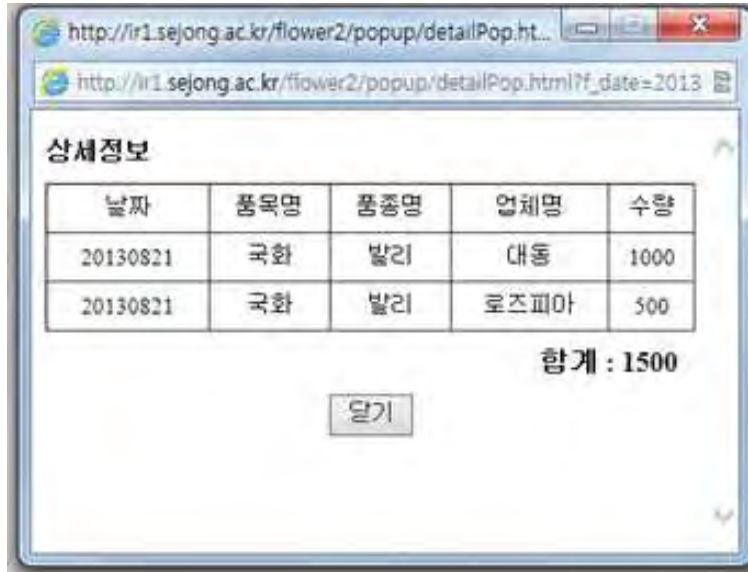 http://ir1.sejong.ac.kr/flower2/popup/detailPop.ht...
http://ir1.sejong.ac.kr/flower2/popup/detailPop.html?f_date=2013
상세정보
날짜 품목명 품종명 업체명 수량
20130821 국화 발리 대동 1000
20130821 국화 발리 로즈피아 500
합계 : 1500
닫기